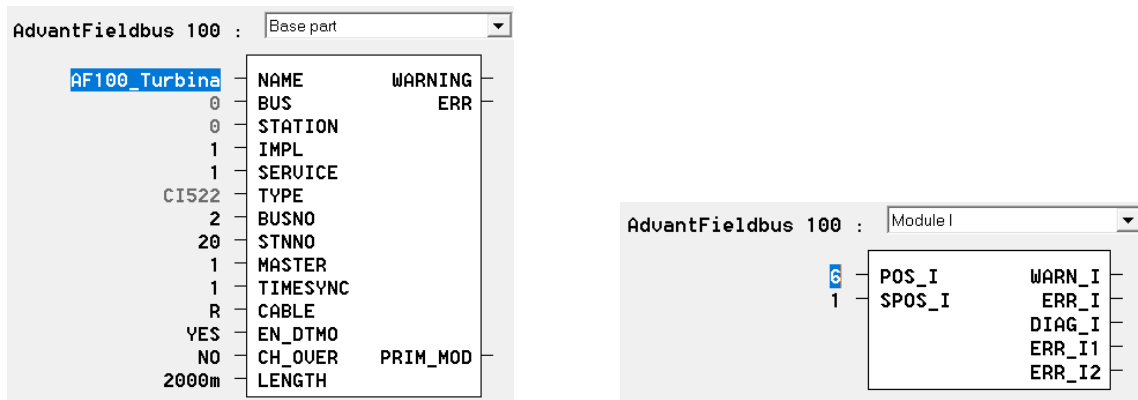 AdvantFieldbus 100 : Base part
AF100_Turbina NAME WARNING
0 BUS ERR
0 STATION
1 IMPL
1 SERVICE
CI522 TYPE
2 BUSNO
20 STNNO
1 MASTER
1 TIMESYNC
R CABLE
YES EN_DTMO
NO CH_OVER PRIM_MOD
2000m LENGTH
AdvantFieldbus 100 : Module I
6 POS_I WARN_I
1 SPOS_I ERR_I
DIAG_I
ERR_I1
ERR_I2